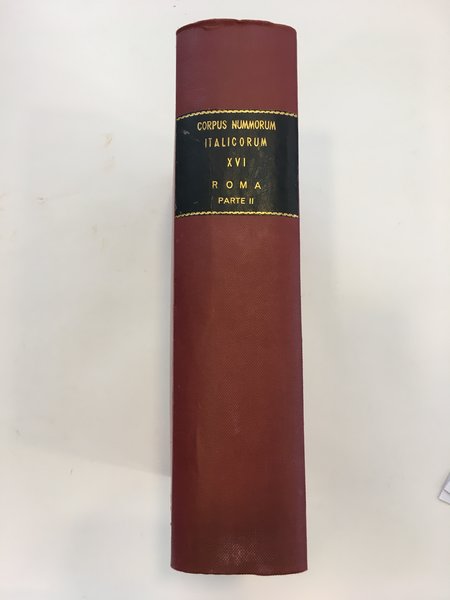 CORPUS NUMMORUM
ITALICORUM
XVI
ROMA
PARTE II